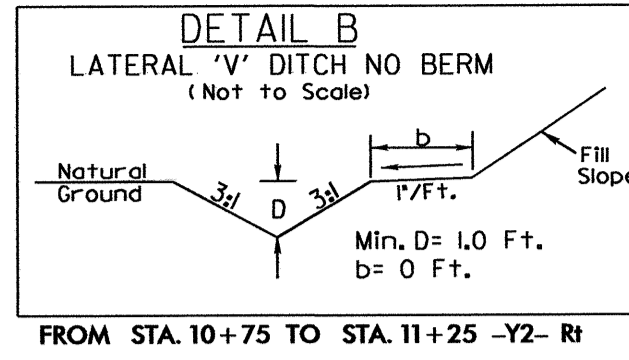 DETAIL B
LATERAL 'V' DITCH NO BERM
(Not to Scale)
b
Natural
Ground
3:1
D
3:1
1"/Ft.
Fill
Slope
Min. D= 1.0 Ft.
b= 0 Ft.
FROM STA. 10+75 TO STA. 11+25 -Y2- Rt